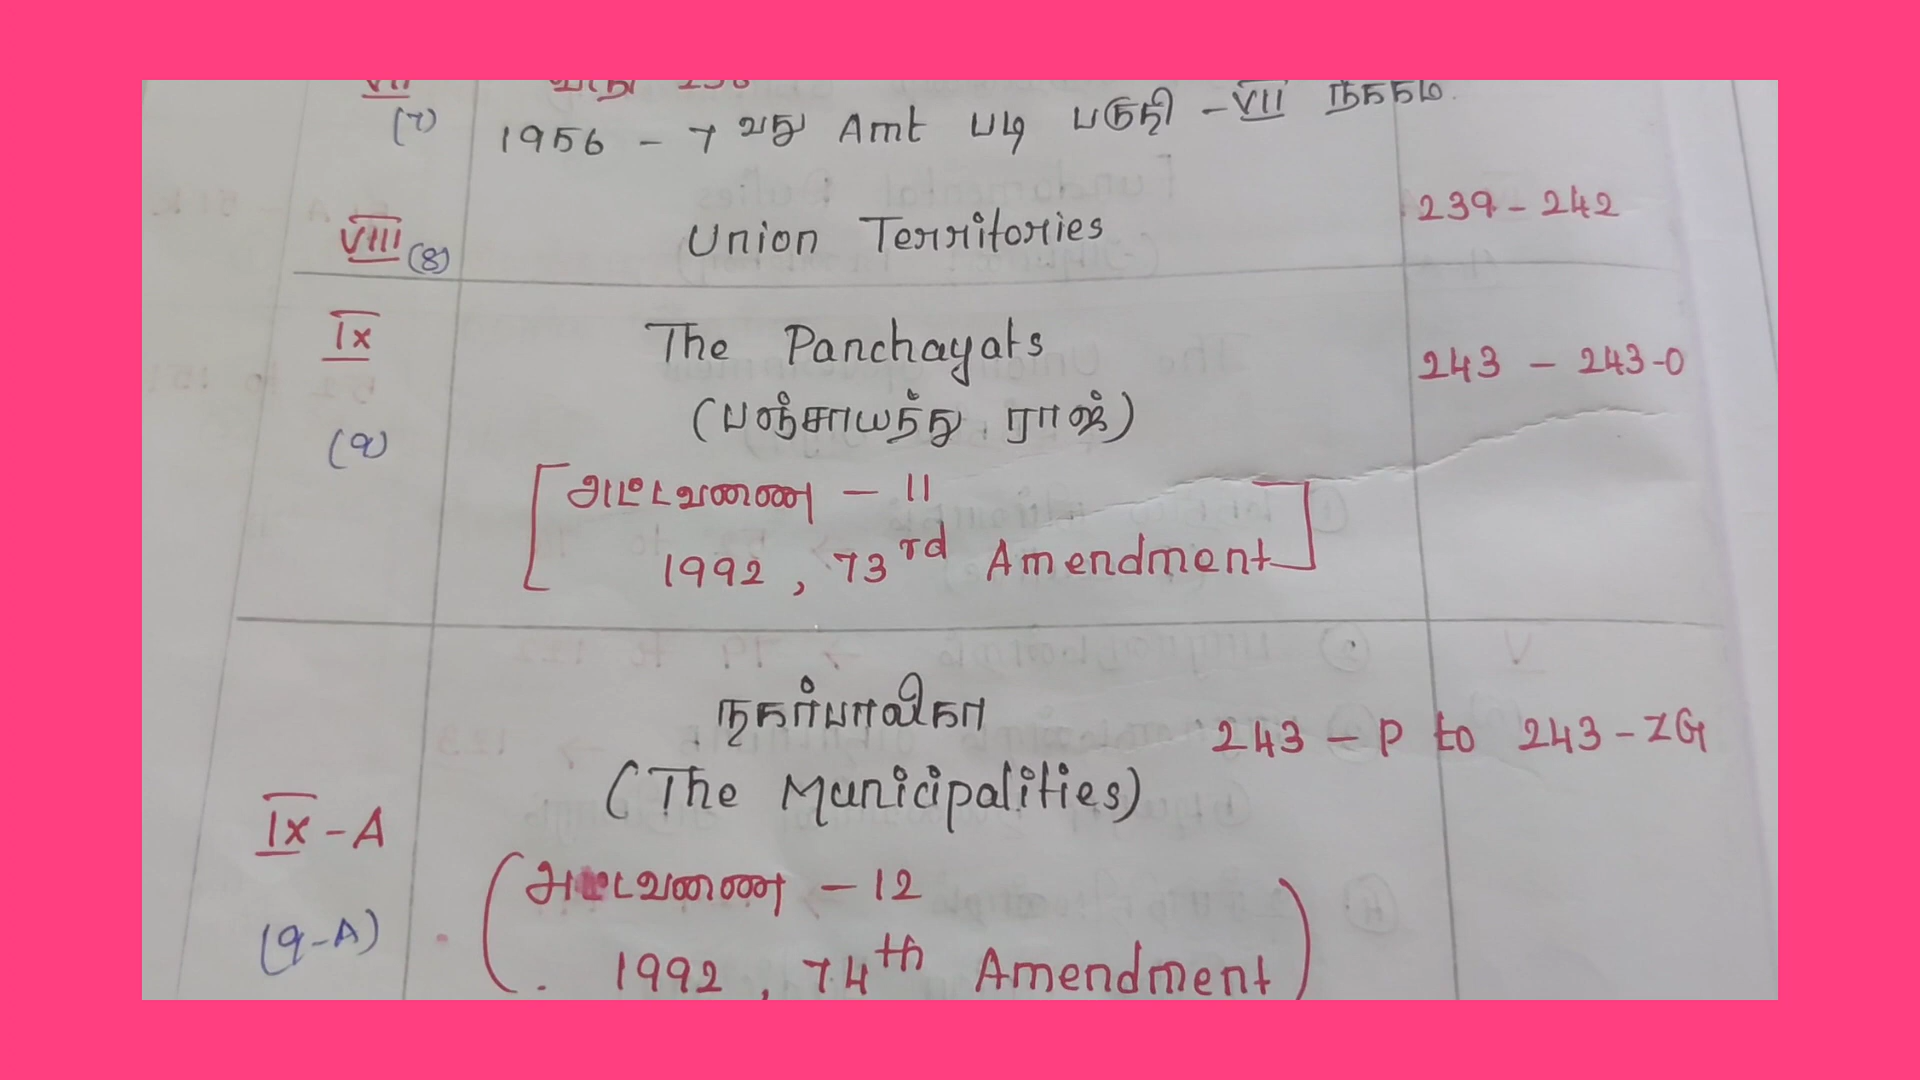 VII
(7)
1956 - 7 வது Amt படி பகுதி - VII நீக்கம்.
VIII (8) Union Territories 239 - 242
IX The Panchayats 243 - 243-O
(9) (பஞ்சாயத்து ராஜ்)
[அட்டவணை - 11
1992, 73rd Amendment]
நகர்பாலிகா 243 - P to 243 - ZG
(The Municipalities)
IX - A
(அட்டவணை - 12
(9-A) 1992, 74th Amendment)